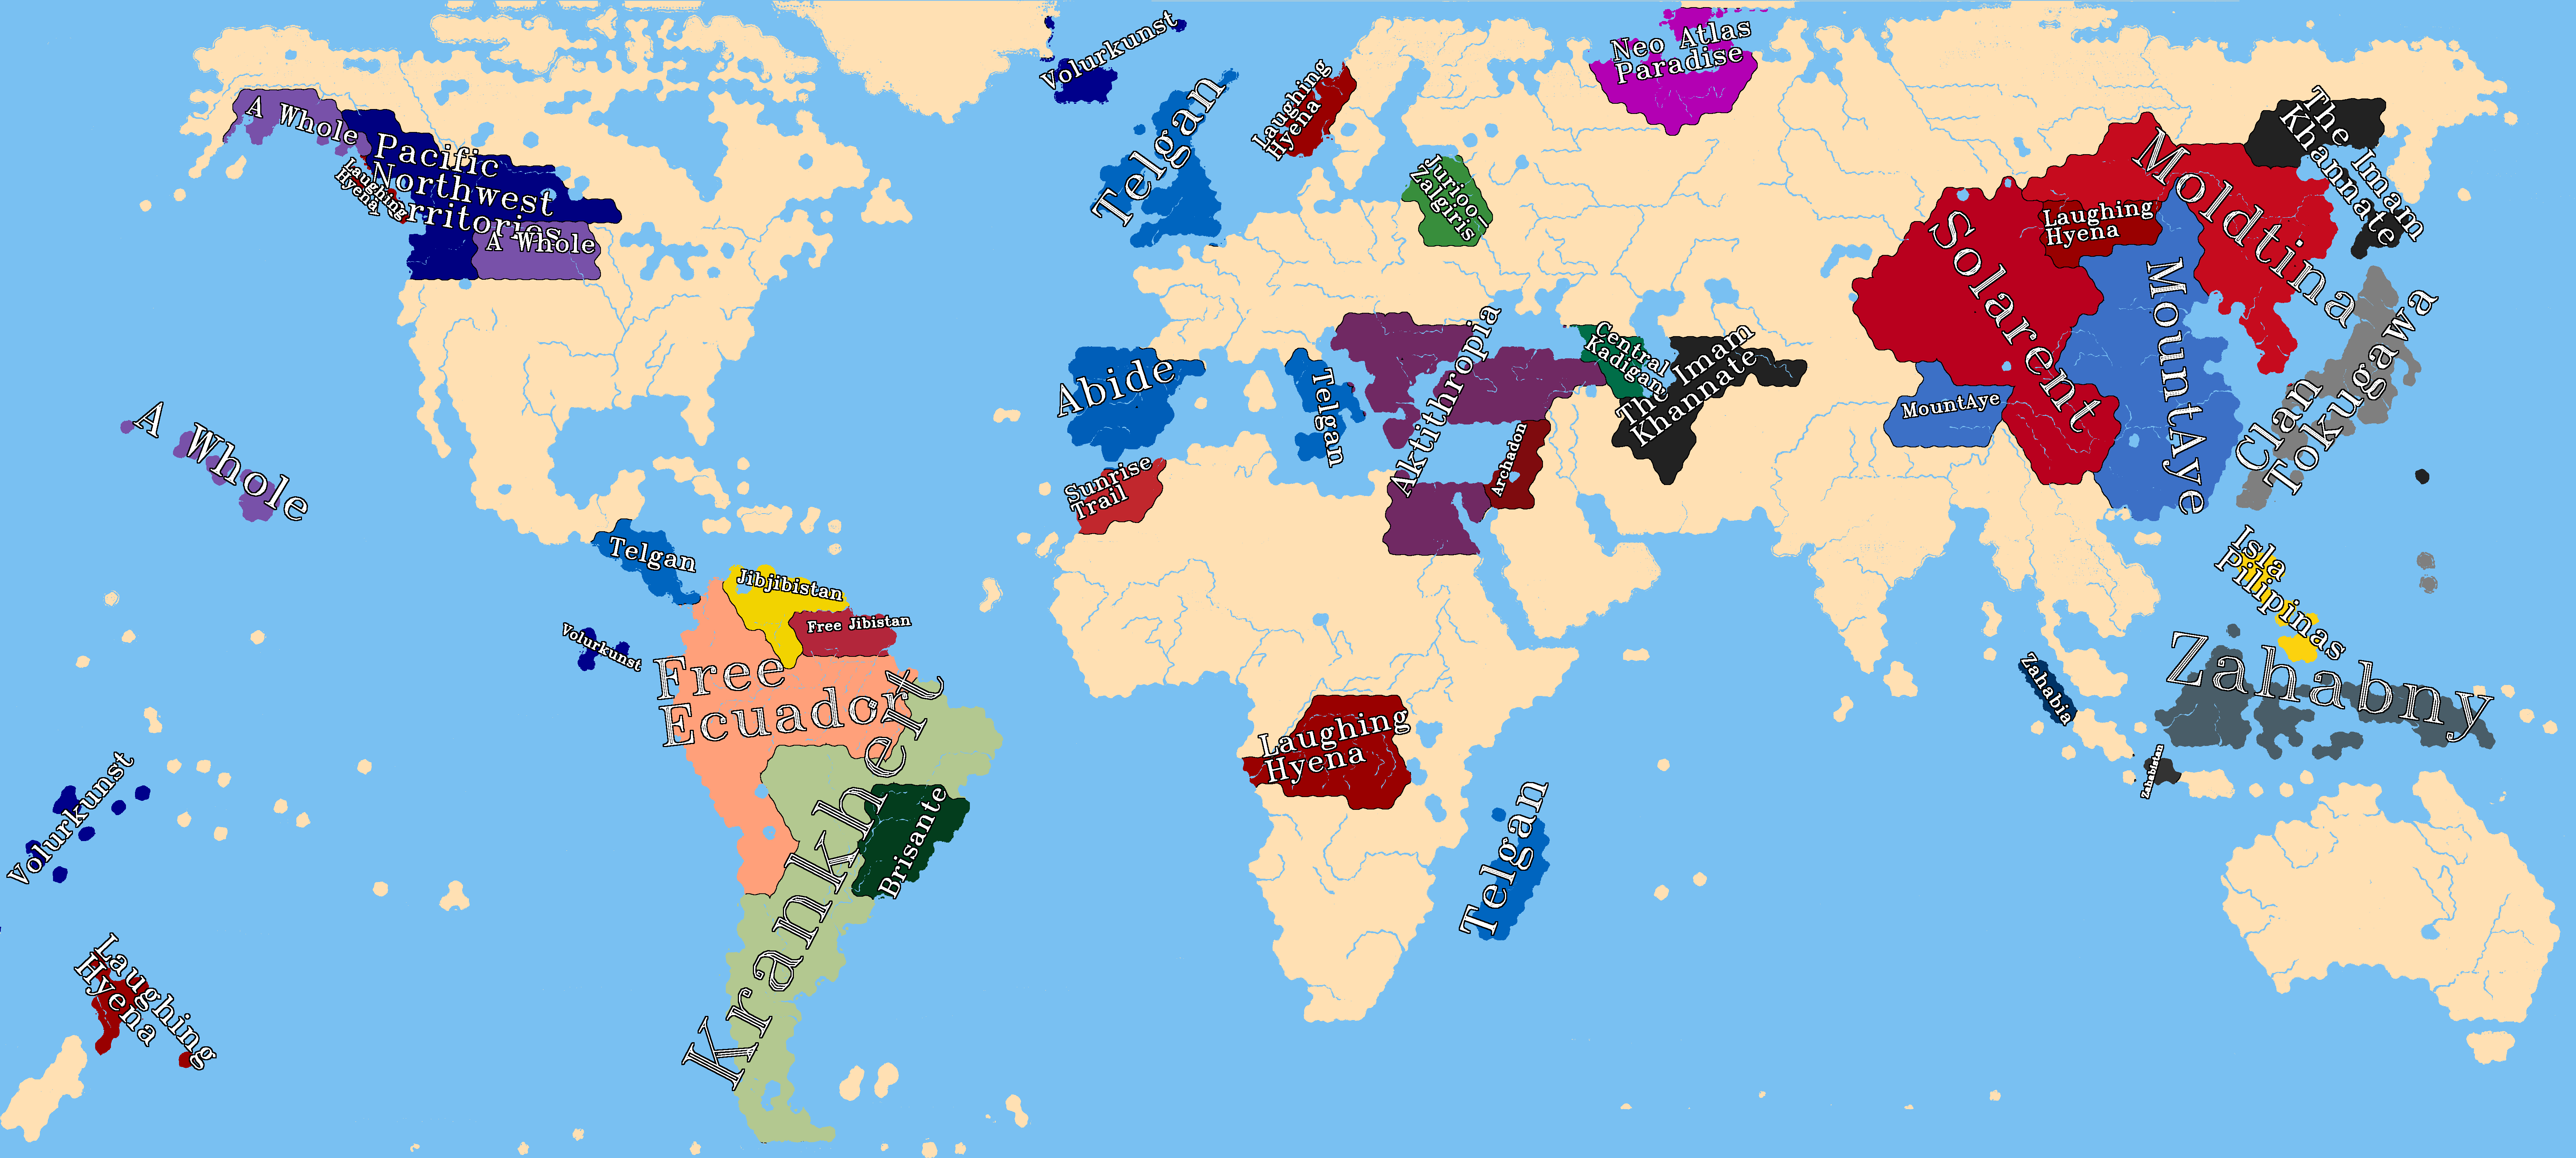 Volurkunst
Neo Atlas
Paradise
Laughing
Hyena
Telgan
A Whole
Pacific
Northwest
Territories
Laughing
Hyena
A Whole
Jurioo-
Zalgiris
The Imam
Khannate
Moldtina
Laughing
Hyena
Solarent
MountAye
MountAye
Clan
Tokugawa
Central
Kadigan
The Imam
Khannate
Aktithropia
Abide
Telgan
Archadon
Sunrise
Trail
A Whole
Telgan
Jibjibistan
Free Jibistan
Volurkunst
Free
Ecuador
Isla
Pilipinas
Zahabny
Zahabia
Zahabistan
Laughing
Hyena
Volurkunst
Krankhert
Brisante
Telgan
Laughing
Hyena